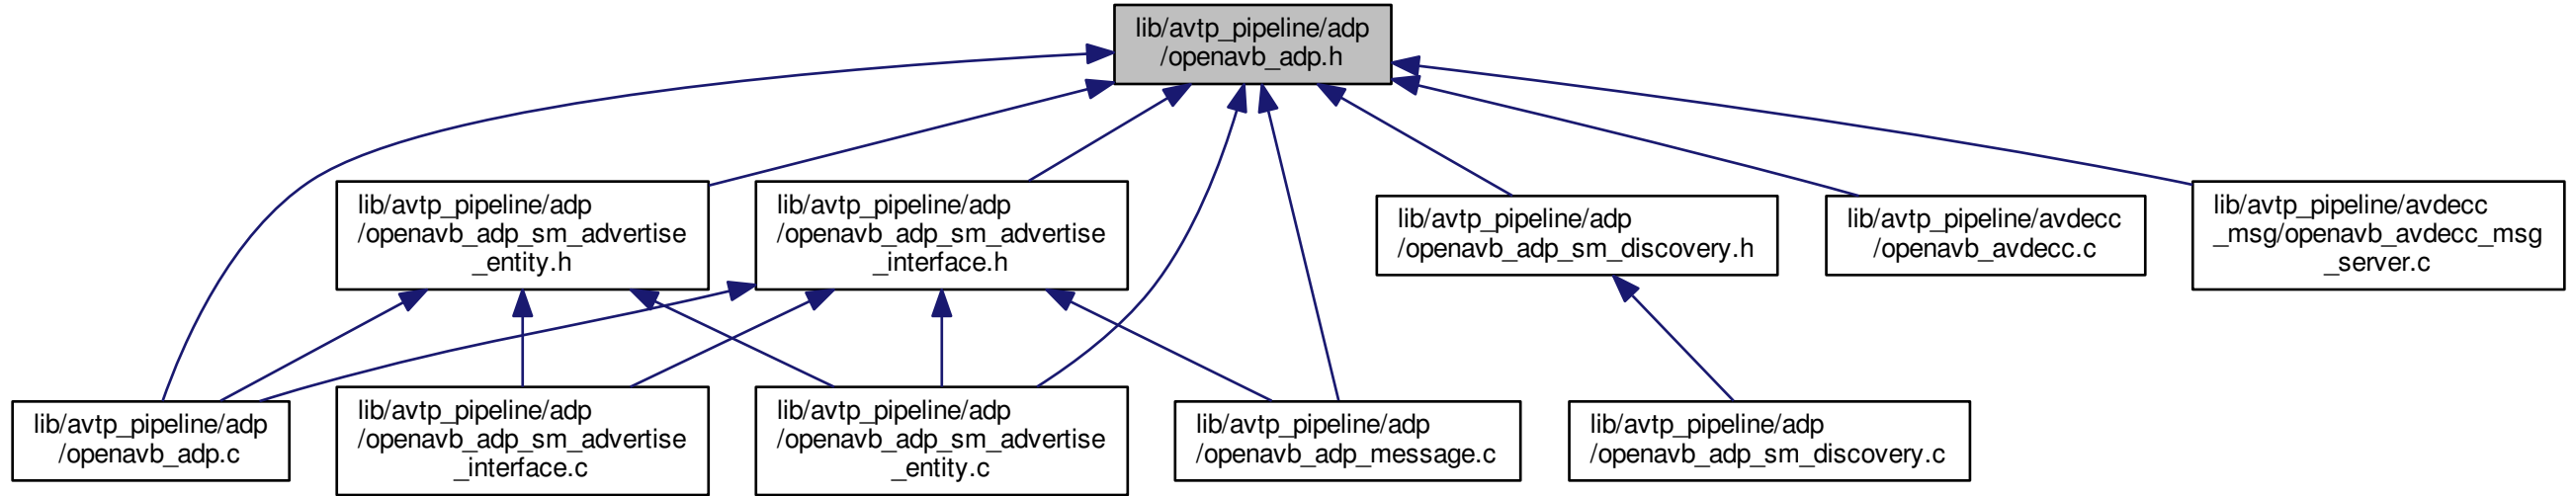 lib/avtp_pipeline/adp
/openavb_adp.h
lib/avtp_pipeline/adp
/openavb_adp_sm_advertise
_entity.h
lib/avtp_pipeline/adp
/openavb_adp_sm_advertise
_interface.h
lib/avtp_pipeline/adp
/openavb_adp_sm_discovery.h
lib/avtp_pipeline/avdecc
/openavb_avdecc.c
lib/avtp_pipeline/avdecc
_msg/openavb_avdecc_msg
_server.c
lib/avtp_pipeline/adp
/openavb_adp.c
lib/avtp_pipeline/adp
/openavb_adp_sm_advertise
_interface.c
lib/avtp_pipeline/adp
/openavb_adp_sm_advertise
_entity.c
lib/avtp_pipeline/adp
/openavb_adp_message.c
lib/avtp_pipeline/adp
/openavb_adp_sm_discovery.c